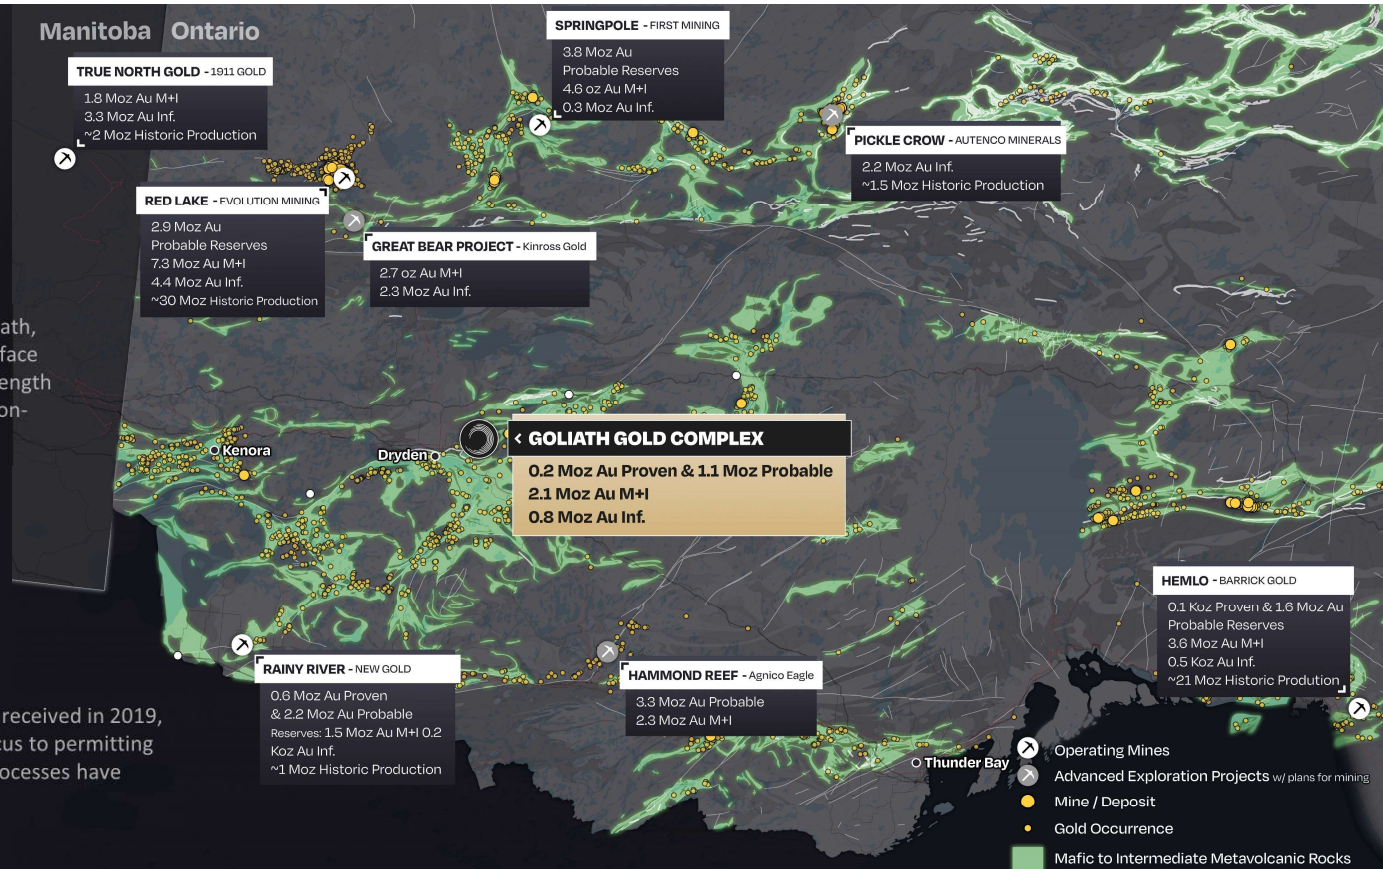 Manitoba Ontario
SPRINGPOLE - FIRST MINING
3.8 Moz Au
Probable Reserves
4.6 oz Au M+I
0.3 Moz Au Inf.
TRUE NORTH GOLD - 1911 GOLD
1.8 Moz Au M+I
3.3 Moz Au Inf.
~2 Moz Historic Production
PICKLE CROW - AUTENCO MINERALS
2.2 Moz Au Inf.
~1.5 Moz Historic Production
RED LAKE - EVOLUTION MINING
2.9 Moz Au
Probable Reserves
7.3 Moz Au M+I
4.4 Moz Au Inf.
~30 Moz Historic Production
GREAT BEAR PROJECT - Kinross Gold
2.7 oz Au M+I
2.3 Moz Au Inf.
ath,
face
ength
on-
Kenora
Dryden
‹ GOLIATH GOLD COMPLEX
0.2 Moz Au Proven & 1.1 Moz Probable
2.1 Moz Au M+I
0.8 Moz Au Inf.
HEMLO - BARRICK GOLD
0.1 Koz Proven & 1.6 Moz Au
Probable Reserves
3.6 Moz Au M+I
0.5 Koz Au Inf.
~21 Moz Historic Prodution
RAINY RIVER - NEW GOLD
0.6 Moz Au Proven
& 2.2 Moz Au Probable
Reserves: 1.5 Moz Au M+I 0.2
Koz Au Inf.
~1 Moz Historic Production
HAMMOND REEF - Agnico Eagle
3.3 Moz Au Probable
2.3 Moz Au M+I
received in 2019,
cus to permitting
ocesses have
Thunder Bay
Operating Mines
Advanced Exploration Projects w/ plans for mining
Mine / Deposit
Gold Occurrence
Mafic to Intermediate Metavolcanic Rocks